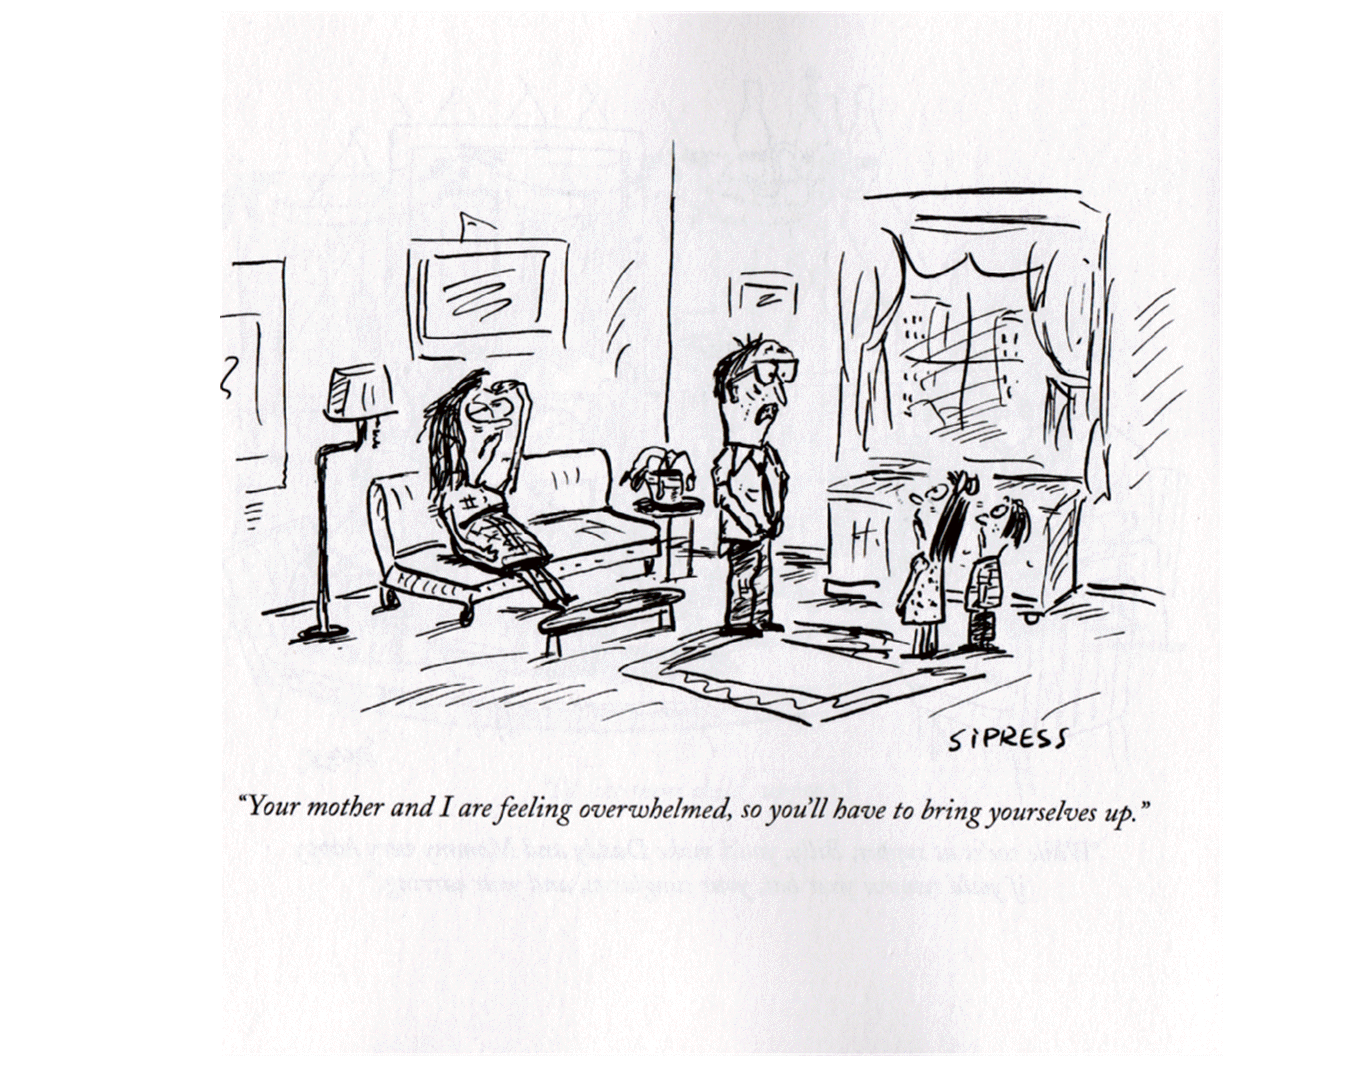 SIPRESS
“Your mother and I are feeling overwhelmed, so you’ll have to bring yourselves up.”